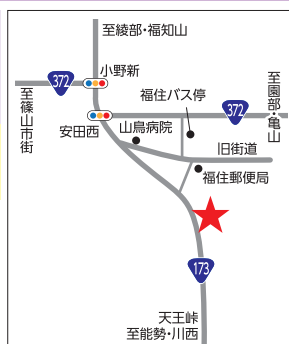 至綾部・福知山
小野新
372
至篠山市街
福住バス停
372
至園部・亀山
安田西
山鳥病院
旧街道
福住郵便局
173
天王峠
至能勢・川西